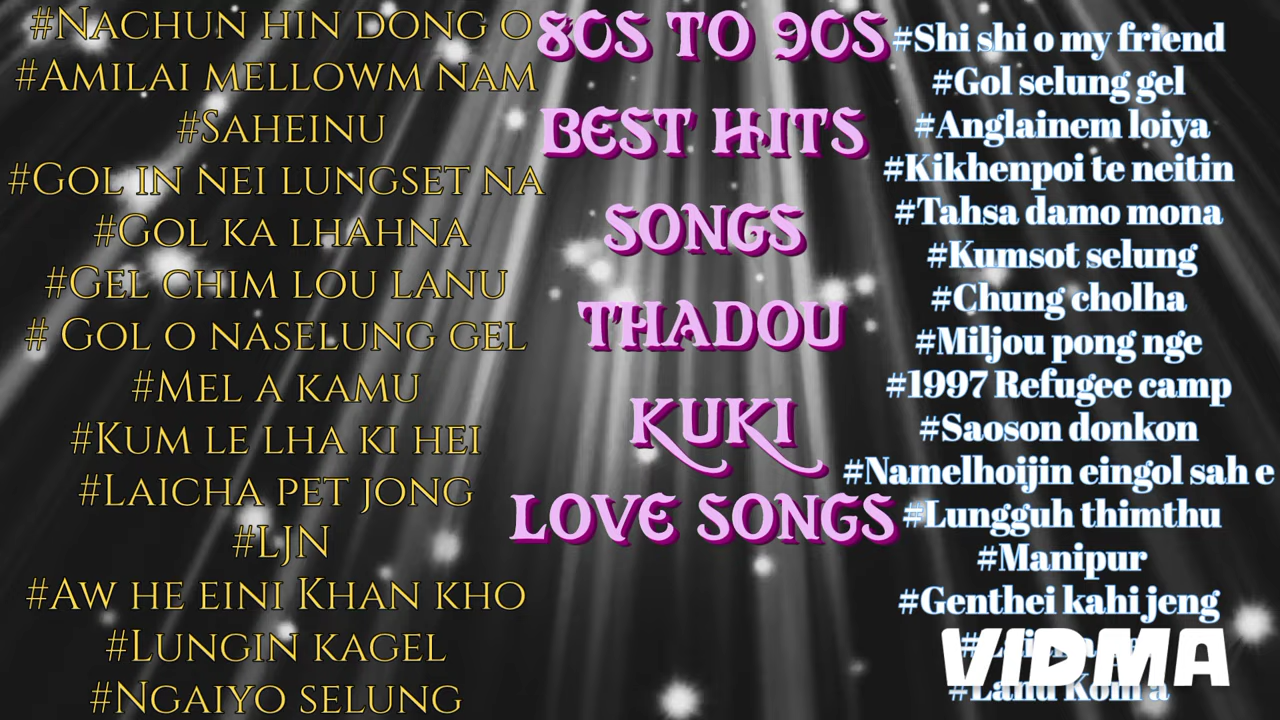 #Nachun hin dong o
#Amilai mellowm nam
#Saheinu
#Gol in nei lungset na
#Gol ka lhahna
#Gel chim lou lanu
# Gol o naselung gel
#Mel a kamu
#Kum le lha ki hei
#Laicha pet jong
#LJN
#Aw he eini Khan kho
#Lungin kagel
#Ngaiyo selung
80s to 90s
Best Hits
Songs
Thadou
Kuki
Love Songs
#Shi shi o my friend
#Gol selung gel
#Anglainem loiya
#Kikhenpoi te neitin
#Tahsa damo mona
#Kumsot selung
#Chung cholha
#Miljou pong nge
#1997 Refugee camp
#Saoson donkon
#Namelhoijin eingol sah e
#Lungguh thimthu
#Manipur
#Genthei kahi jeng
#Lanu
VIDMA